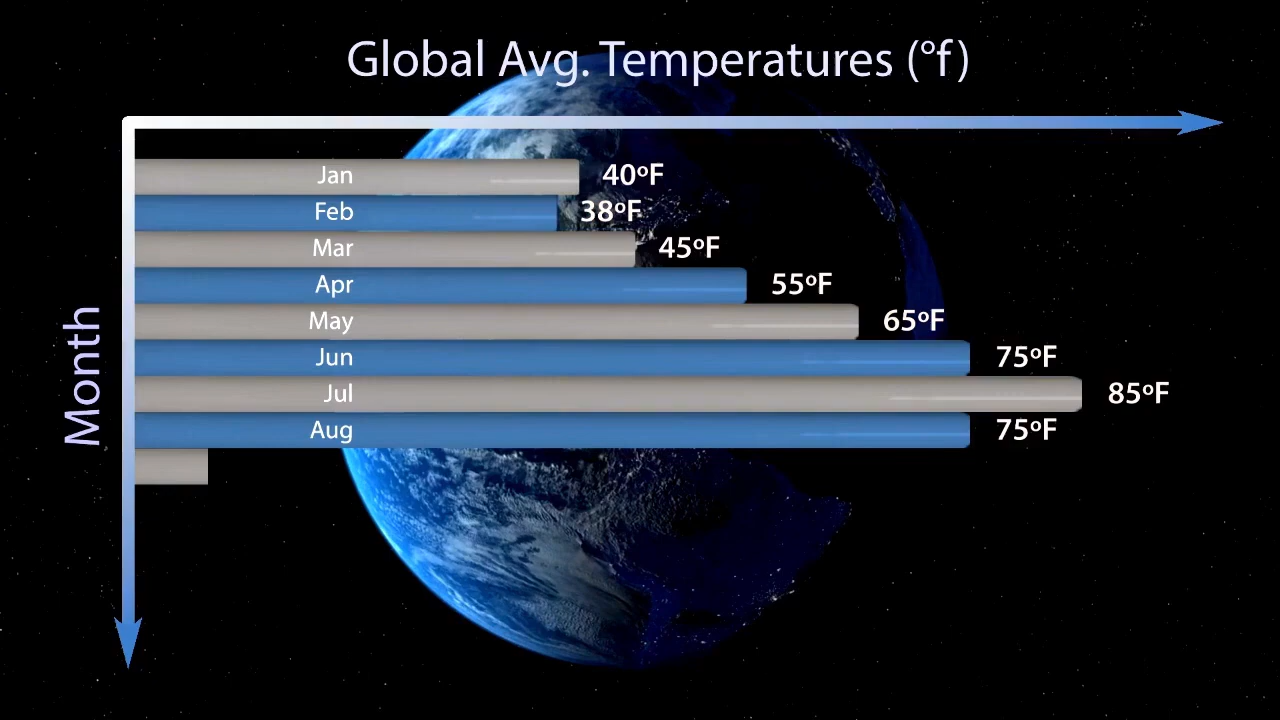 Global Avg. Temperatures (°f)
Month
Jan 40ºF
Feb 38ºF
Mar 45ºF
Apr 55ºF
May 65ºF
Jun 75ºF
Jul 85ºF
Aug 75ºF